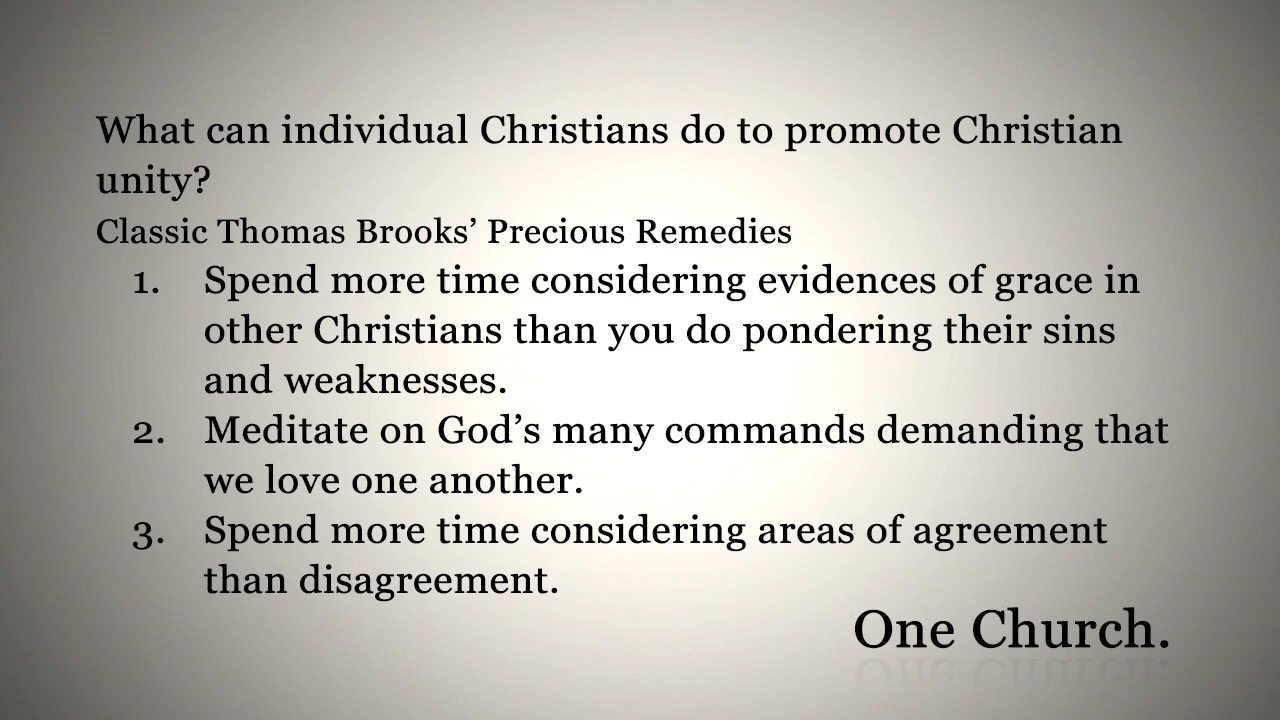 What can individual Christians do to promote Christian
unity?
Classic Thomas Brooks’ Precious Remedies
1. Spend more time considering evidences of grace in
other Christians than you do pondering their sins
and weaknesses.
2. Meditate on God’s many commands demanding that
we love one another.
3. Spend more time considering areas of agreement
than disagreement.
One Church.